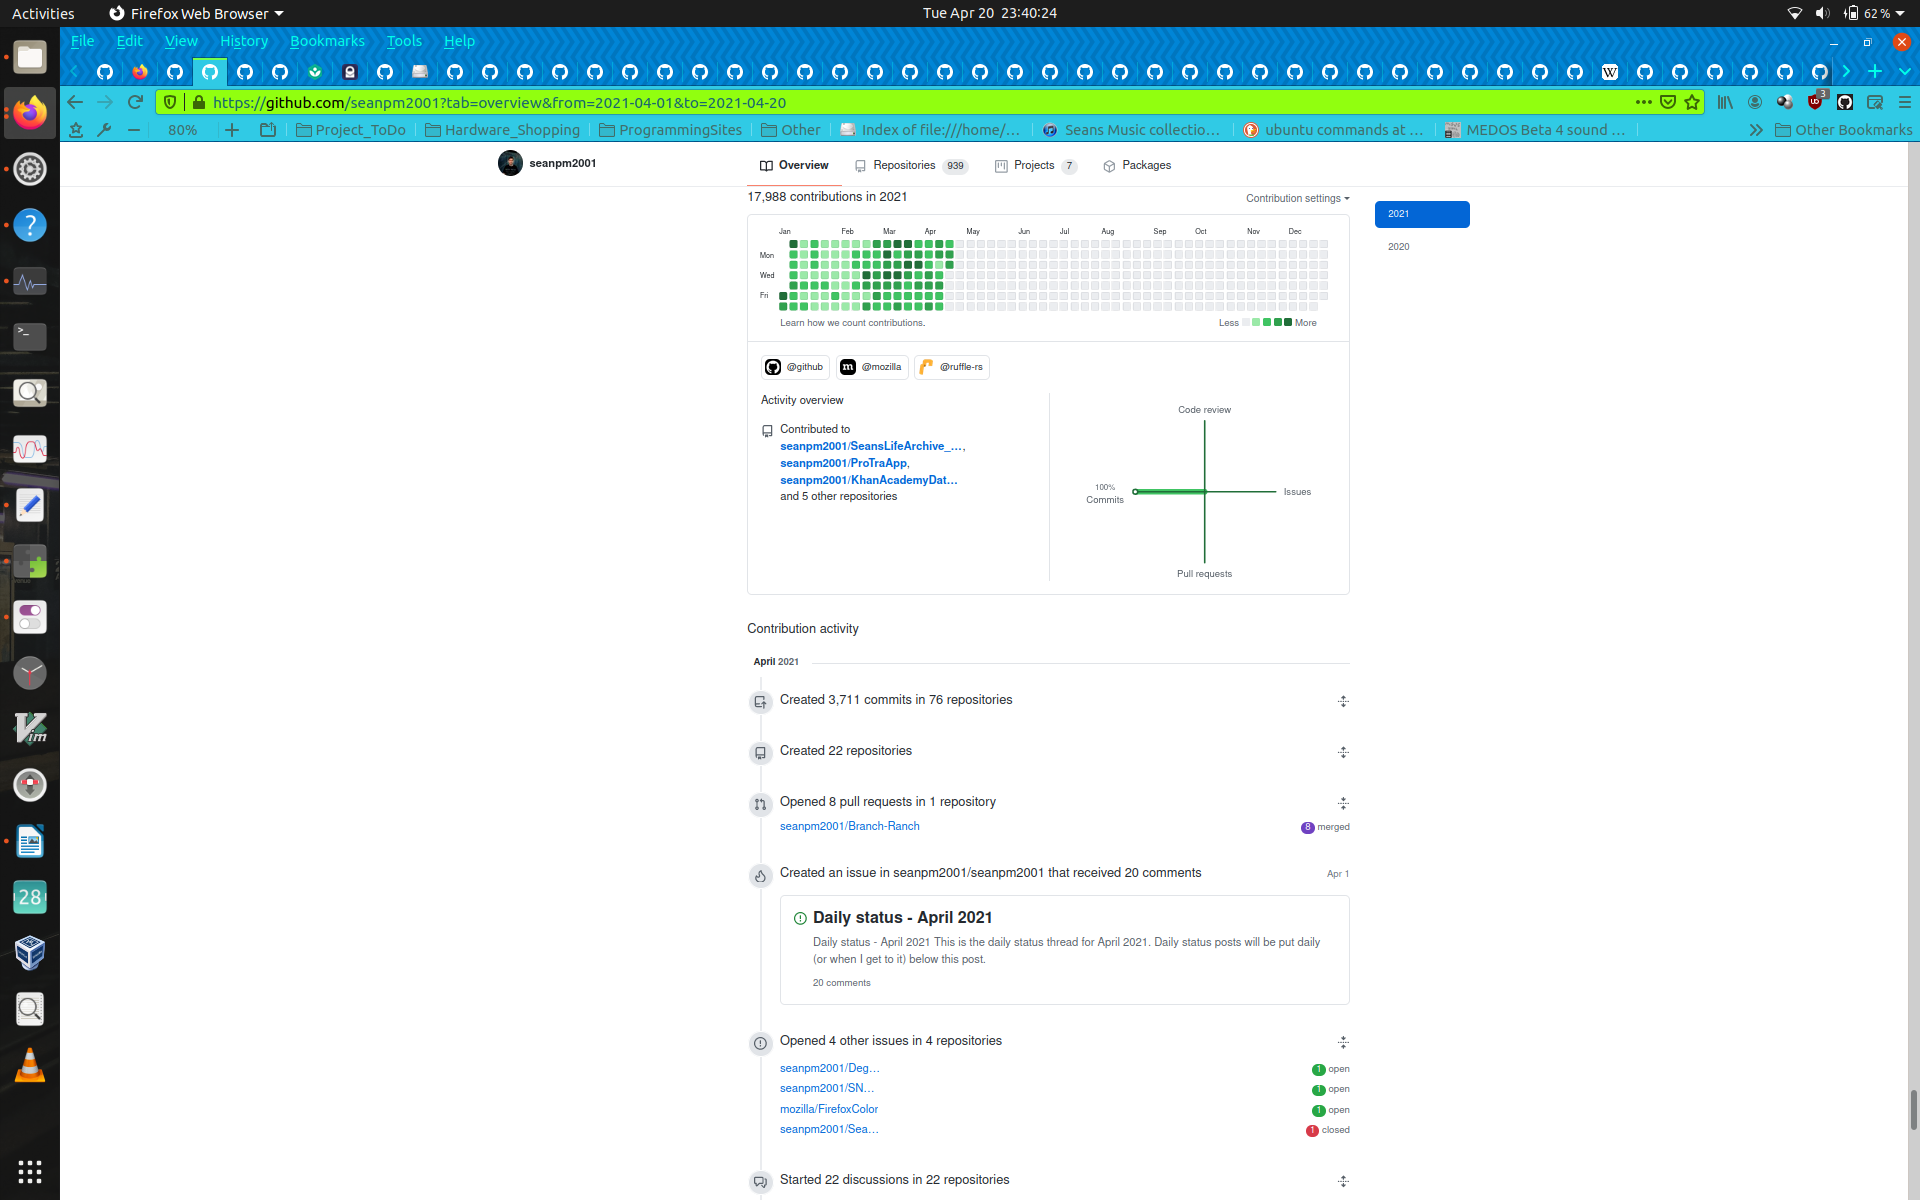 Activities
Firefox Web Browser
Tue Apr 20 23:40:24
62 %
File Edit View History Bookmarks Tools Help
W
https://github.com/seanpm2001?tab=overview&from=2021-04-01&to=2021-04-20
3
80%
Project_ToDo
Hardware_Shopping
ProgrammingSites
Other
Index of file:///home/...
Seans Music collectio...
ubuntu commands at ...
MEDOS Beta 4 sound ...
Other Bookmarks
seanpm2001
Overview
Repositories 939
Projects 7
Packages
17,988 contributions in 2021
Contribution settings
2021
2020
Jan Feb Mar Apr May Jun Jul Aug Sep Oct Nov Dec
Mon
Wed
Fri
Learn how we count contributions.
Less
More
@github
m @mozilla
@ruffle-rs
Activity overview
Contributed to
seanpm2001/SeansLifeArchive_...,
seanpm2001/ProTraApp,
seanpm2001/KhanAcademyDat...
and 5 other repositories
Code review
100%
Commits
Issues
Pull requests
Contribution activity
April 2021
Created 3,711 commits in 76 repositories
Created 22 repositories
Opened 8 pull requests in 1 repository
seanpm2001/Branch-Ranch
8 merged
Created an issue in seanpm2001/seanpm2001 that received 20 comments
Apr 1
Daily status - April 2021
Daily status - April 2021 This is the daily status thread for April 2021. Daily status posts will be put daily
(or when I get to it) below this post.
20 comments
Opened 4 other issues in 4 repositories
seanpm2001/Deg...
1 open
seanpm2001/SN...
1 open
mozilla/FirefoxColor
1 open
seanpm2001/Sea...
1 closed
Started 22 discussions in 22 repositories
?
>_
Vim
28